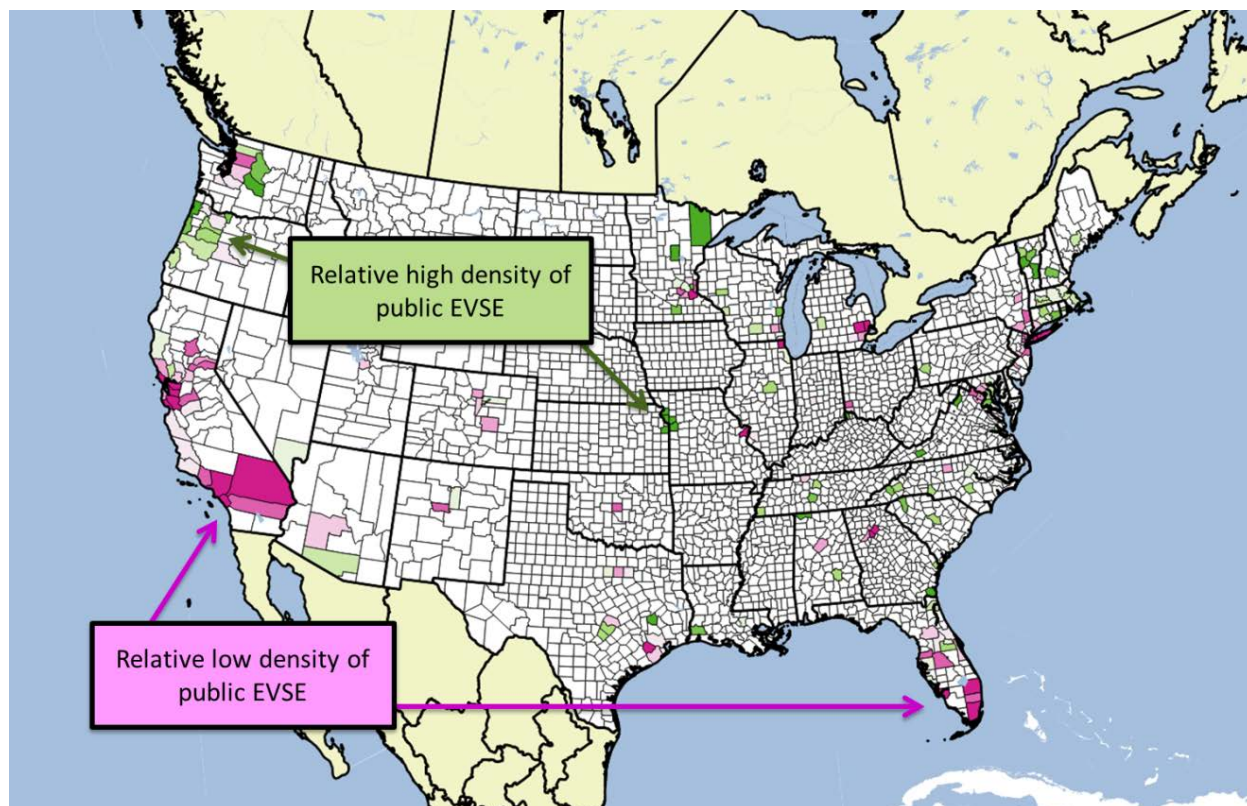 Relative high density of
public EVSE
Relative low density of
public EVSE